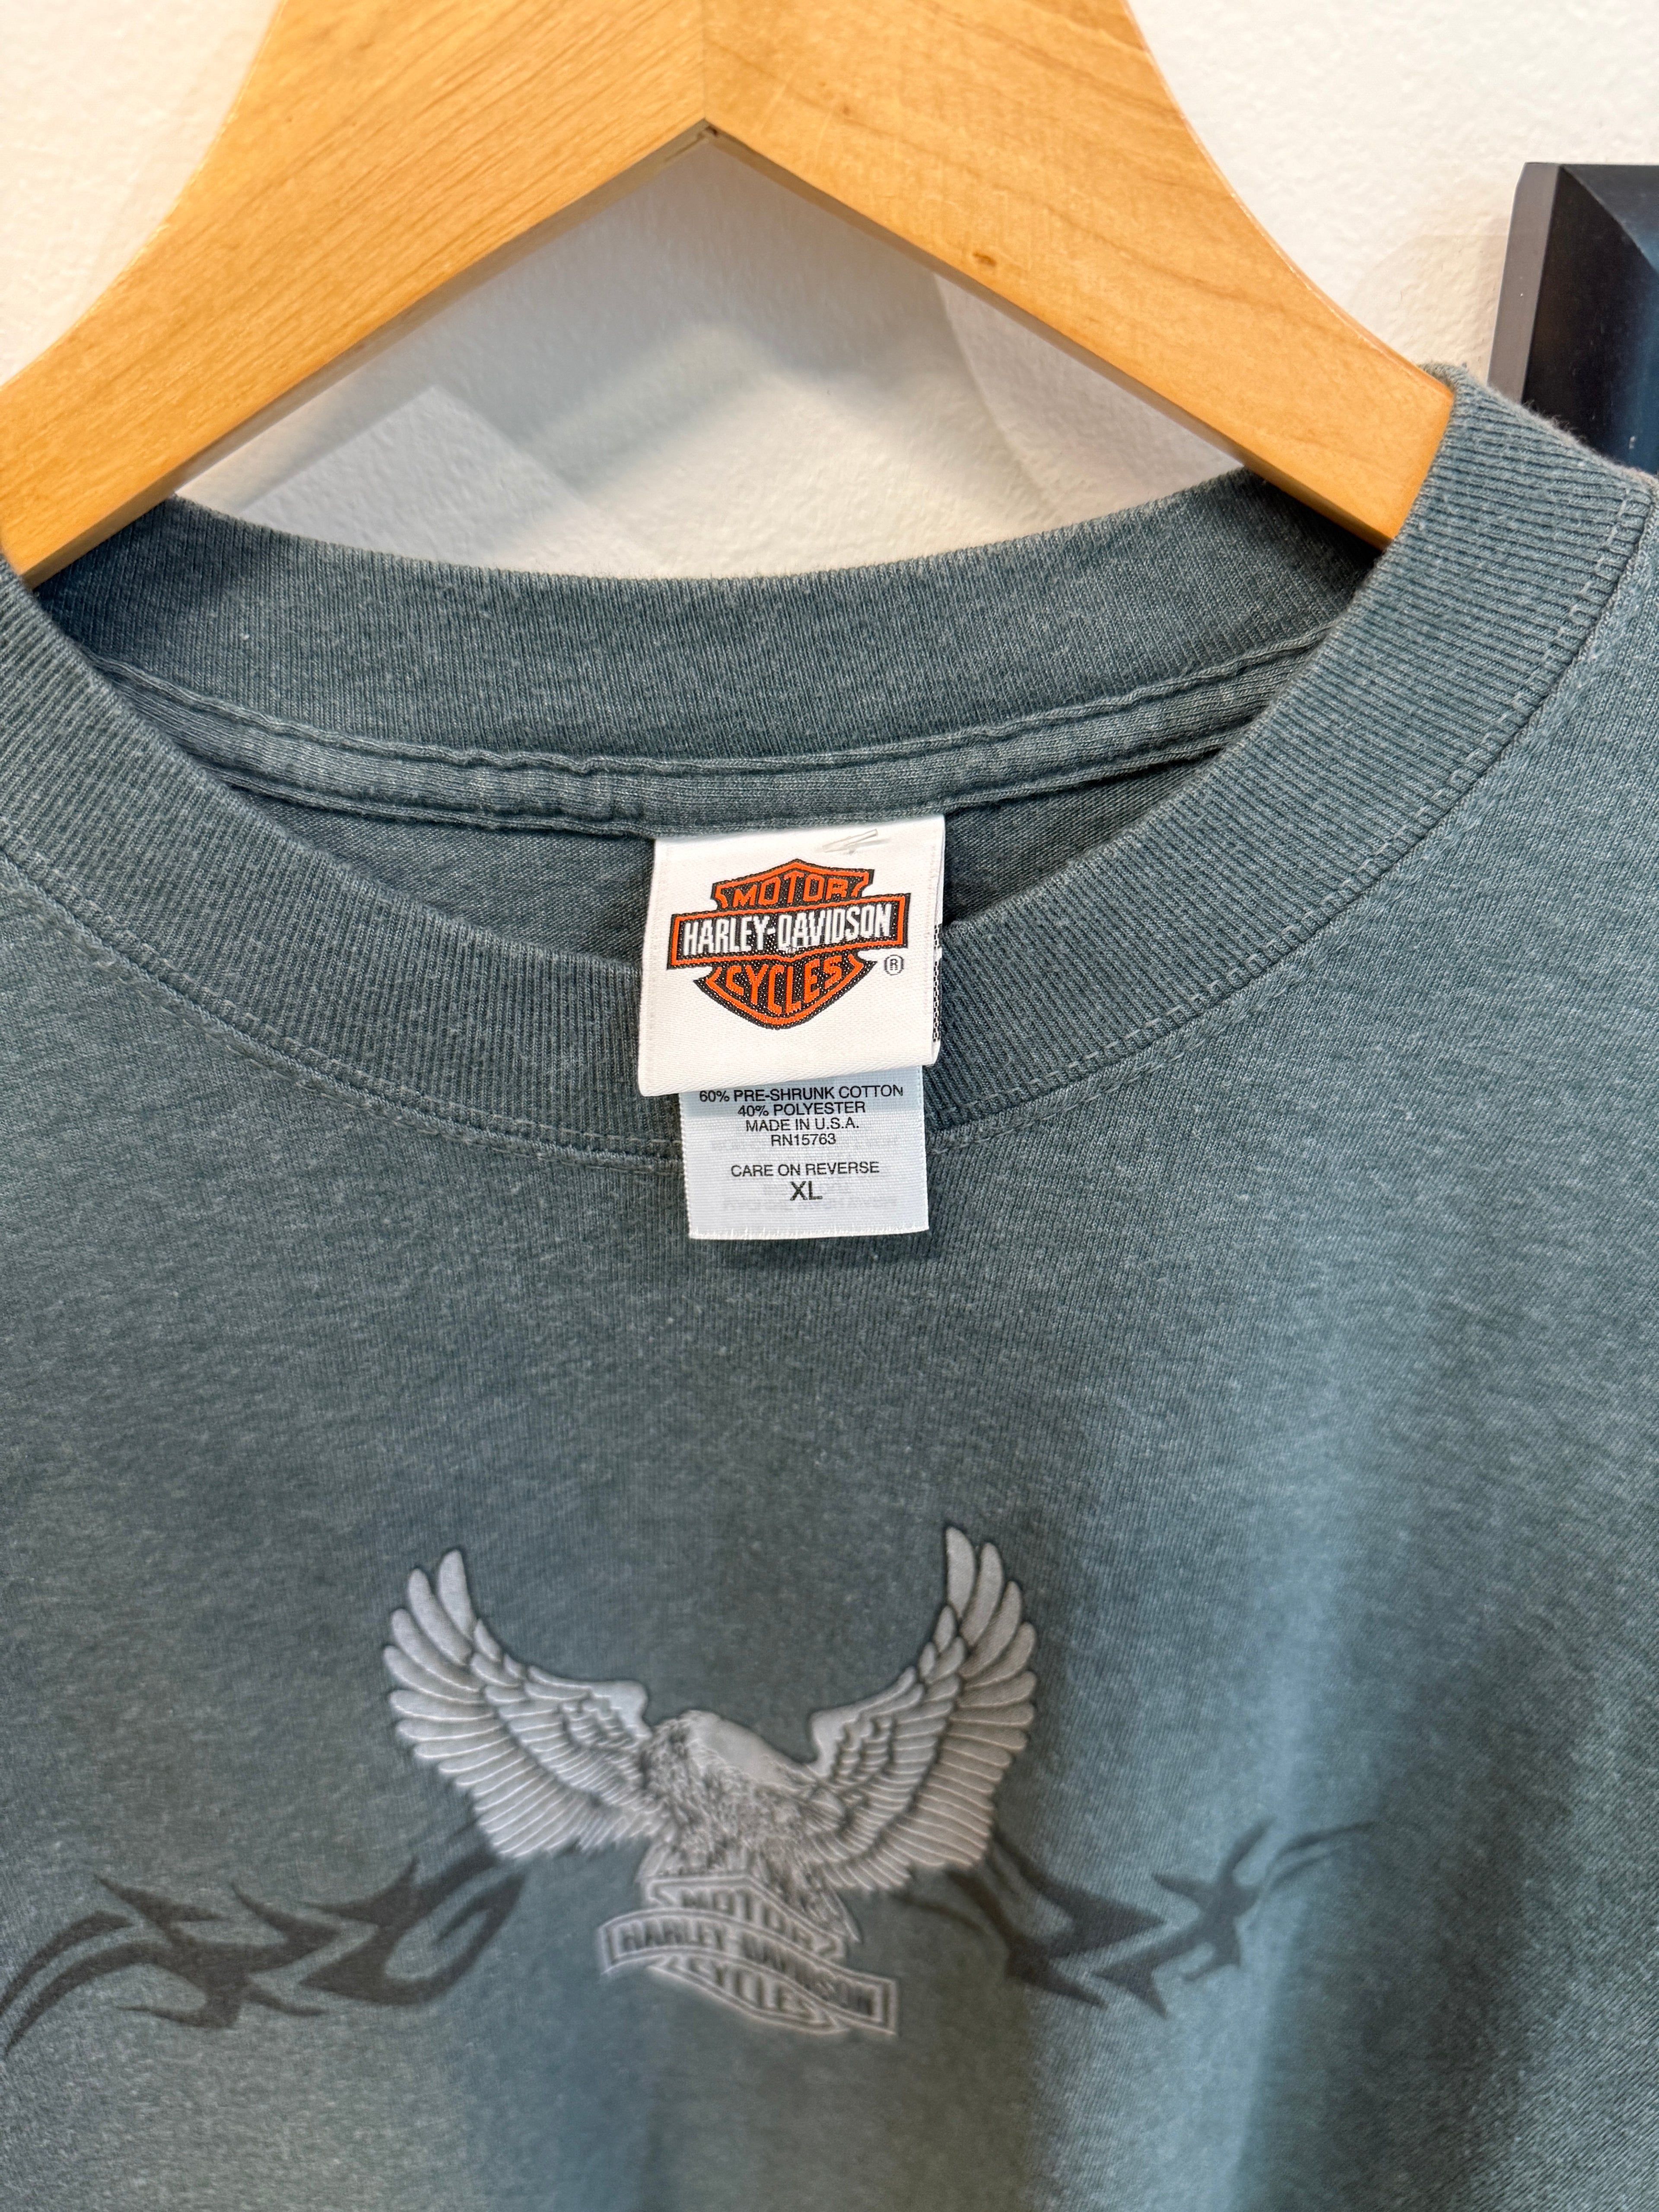 MOTOR
HARLEY-DAVIDSON
CYCLES
®
60% PRE-SHRUNK COTTON
40% POLYESTER
MADE IN U.S.A.
RN15763
CARE ON REVERSE
XL
MOTOR
HARLEY-DAVIDSON
CYCLES